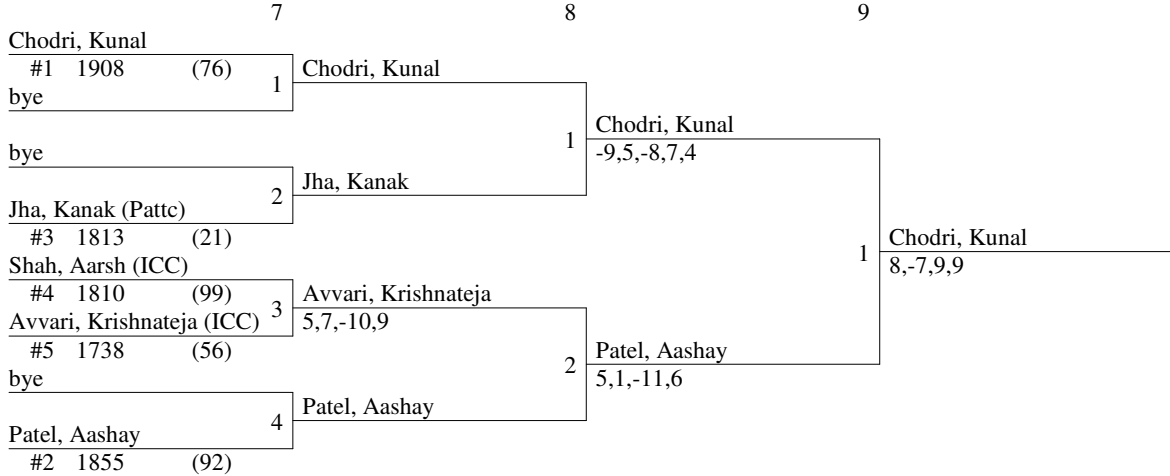 7 8 9
Chodri, Kunal
#1 1908 (76)
bye
1
Chodri, Kunal
bye
2
Jha, Kanak
Jha, Kanak (Pattc)
#3 1813 (21)
1
Chodri, Kunal
-9,5,-8,7,4
Shah, Aarsh (ICC)
#4 1810 (99)
Avvari, Krishnateja (ICC)
#5 1738 (56)
3
Avvari, Krishnateja
5,7,-10,9
bye
4
Patel, Aashay
Patel, Aashay
#2 1855 (92)
2
Patel, Aashay
5,1,-11,6
1
Chodri, Kunal
8,-7,9,9